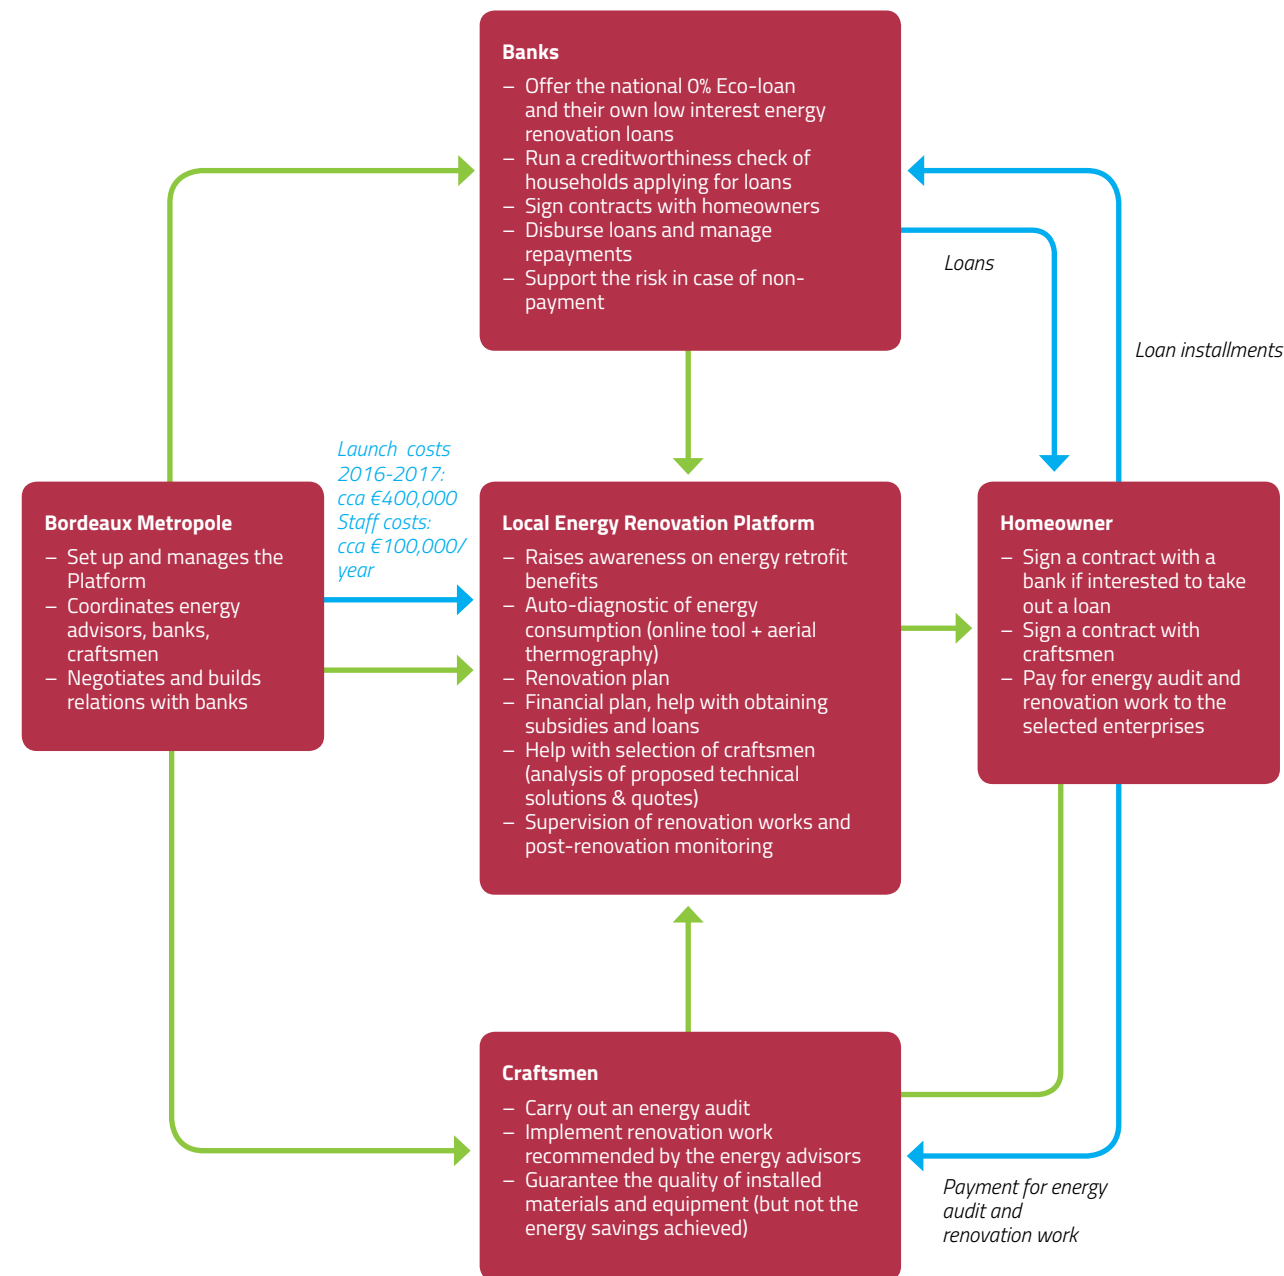 Banks
– Offer the national 0% Eco-loan
and their own low interest energy
renovation loans
– Run a creditworthiness check of
households applying for loans
– Sign contracts with homeowners
– Disburse loans and manage
repayments
– Support the risk in case of non-
payment
Loans
Loan installments
Launch costs
2016-2017:
cca €400,000
Staff costs:
cca €100,000/
year
Bordeaux Metropole
– Set up and manages the
Platform
– Coordinates energy
advisors, banks,
craftsmen
– Negotiates and builds
relations with banks
Local Energy Renovation Platform
– Raises awareness on energy retrofit
benefits
– Auto-diagnostic of energy
consumption (online tool + aerial
thermography)
– Renovation plan
– Financial plan, help with obtaining
subsidies and loans
– Help with selection of craftsmen
(analysis of proposed technical
solutions & quotes)
– Supervision of renovation works and
post-renovation monitoring
Homeowner
– Sign a contract with a
bank if interested to take
out a loan
– Sign a contract with
craftsmen
– Pay for energy audit and
renovation work to the
selected enterprises
Craftsmen
– Carry out an energy audit
– Implement renovation work
recommended by the energy advisors
– Guarantee the quality of installed
materials and equipment (but not the
energy savings achieved)
Payment for energy
audit and
renovation work